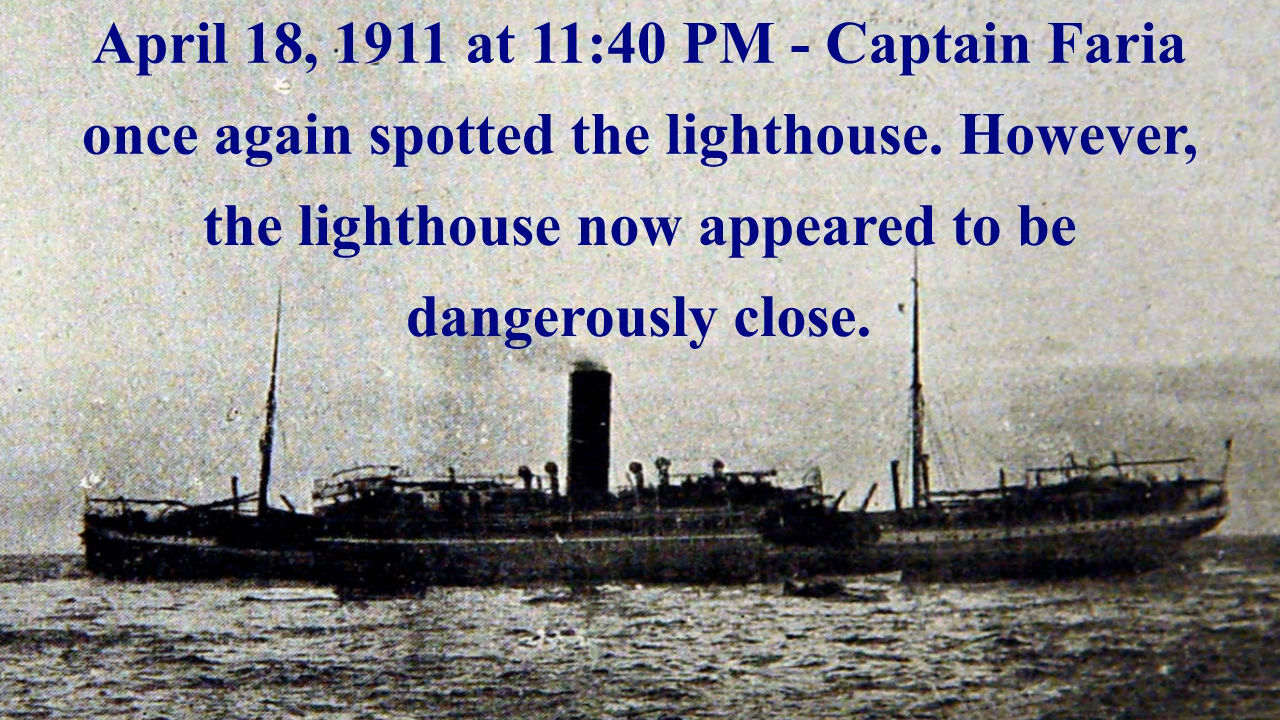 April 18, 1911 at 11:40 PM - Captain Faria
once again spotted the lighthouse. However,
the lighthouse now appeared to be
dangerously close.